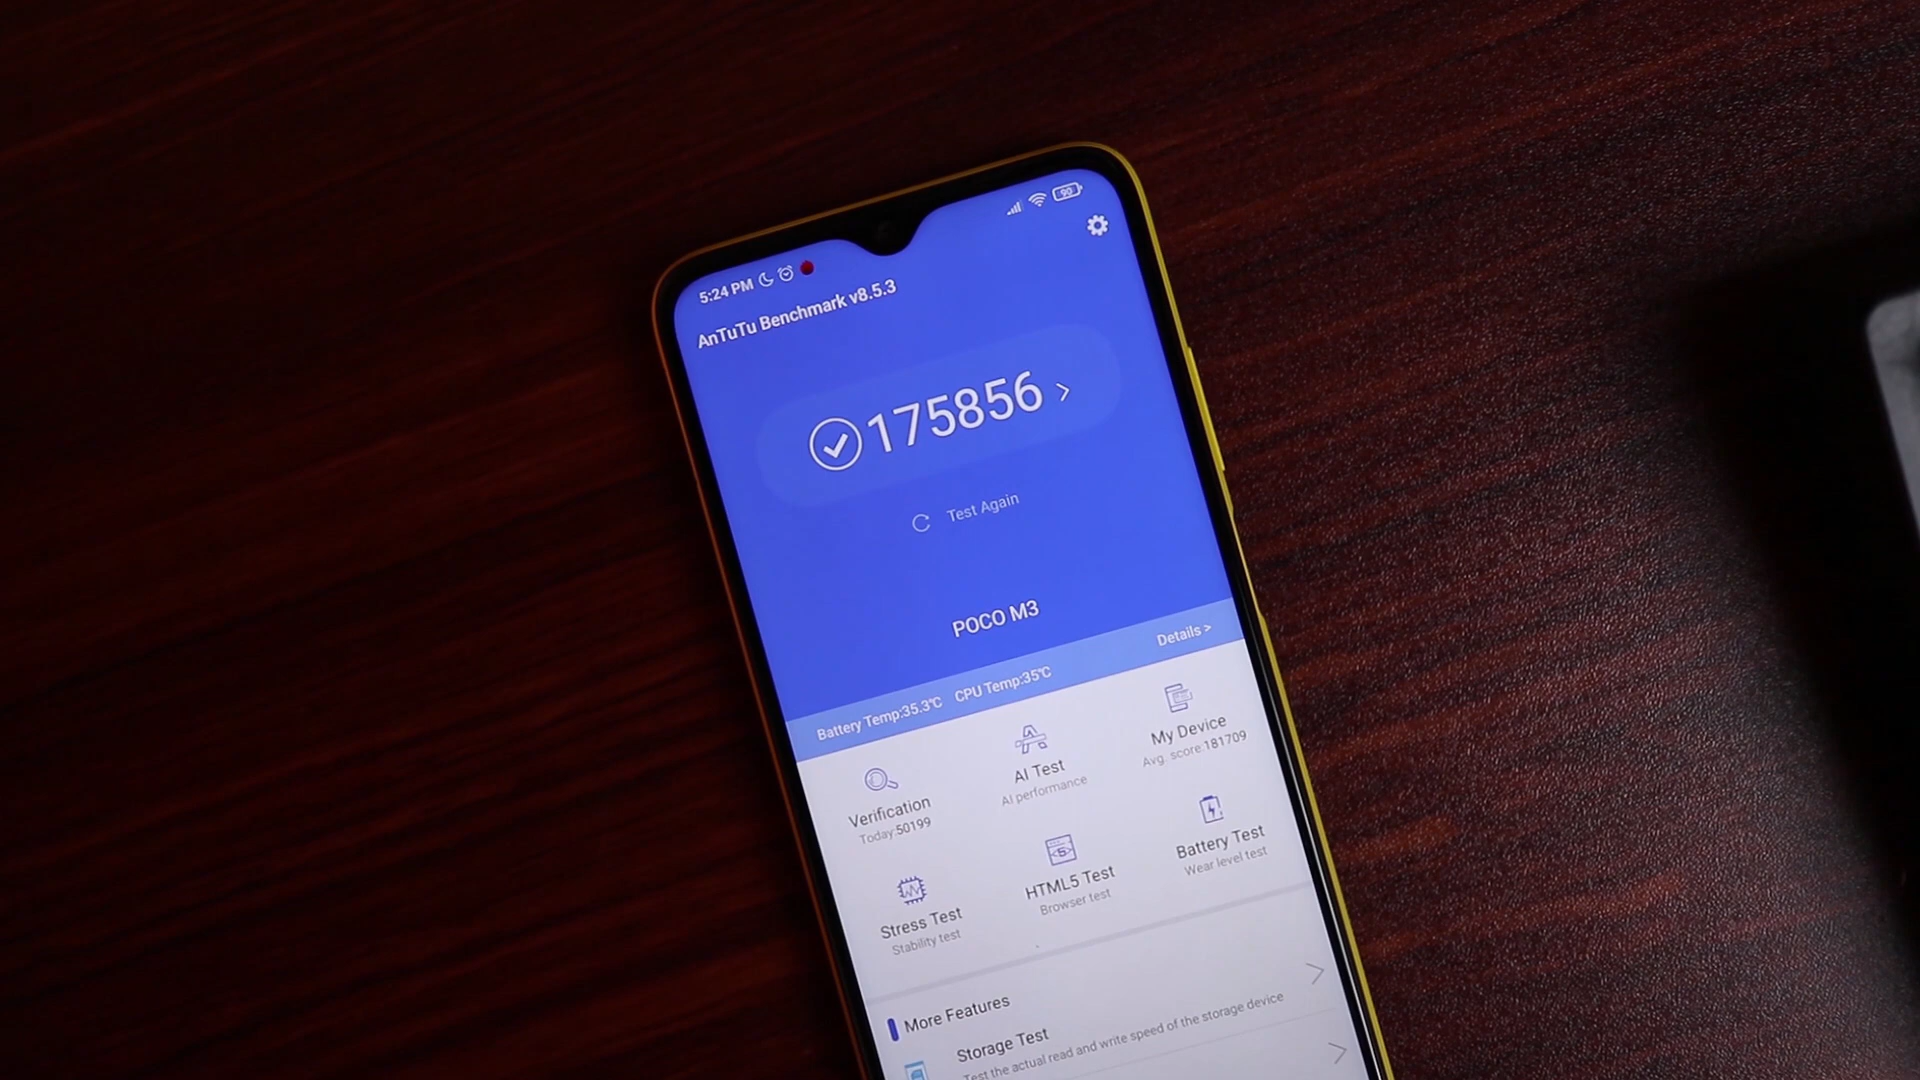 5:24 PM
90
AnTuTu Benchmark v8.5.3
175856 >
Test Again
POCO M3
Battery Temp:35.3℃ CPU Temp:35℃
Details >
Verification
Today:50199
AI Test
AI performance
My Device
Avg. score:181709
Stress Test
Stability test
HTML5 Test
Browser test
Battery Test
Wear level test
More Features
Storage Test
Test the actual read and write speed of the storage device